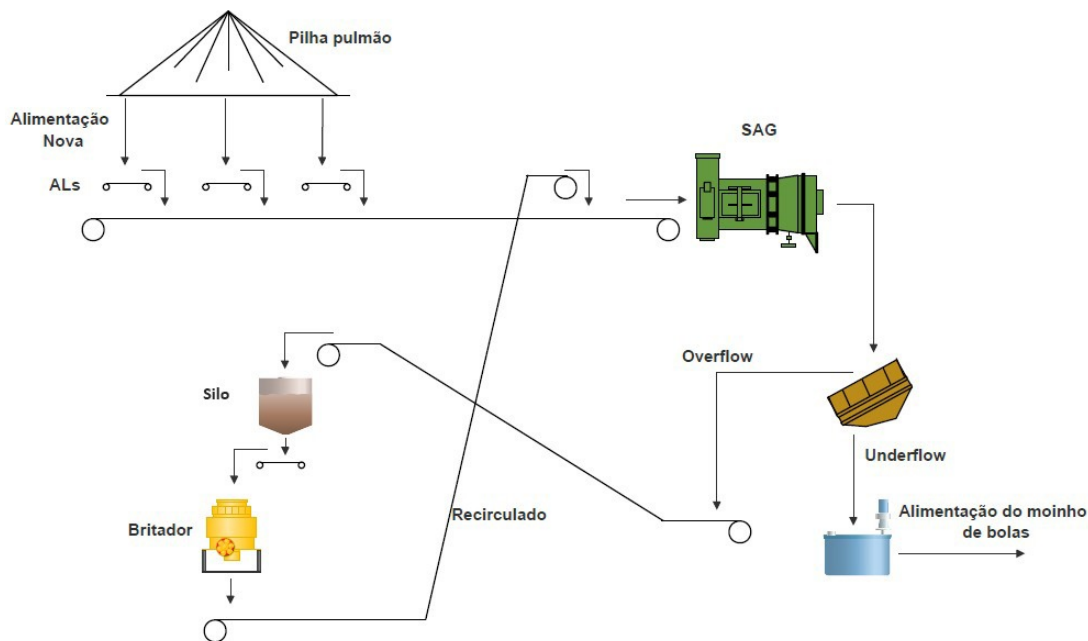 Pilha pulmão
Alimentação
Nova
SAG
ALs
Overflow
Silo
Underflow
Recirculado
Britador
Alimentação do moinho
de bolas